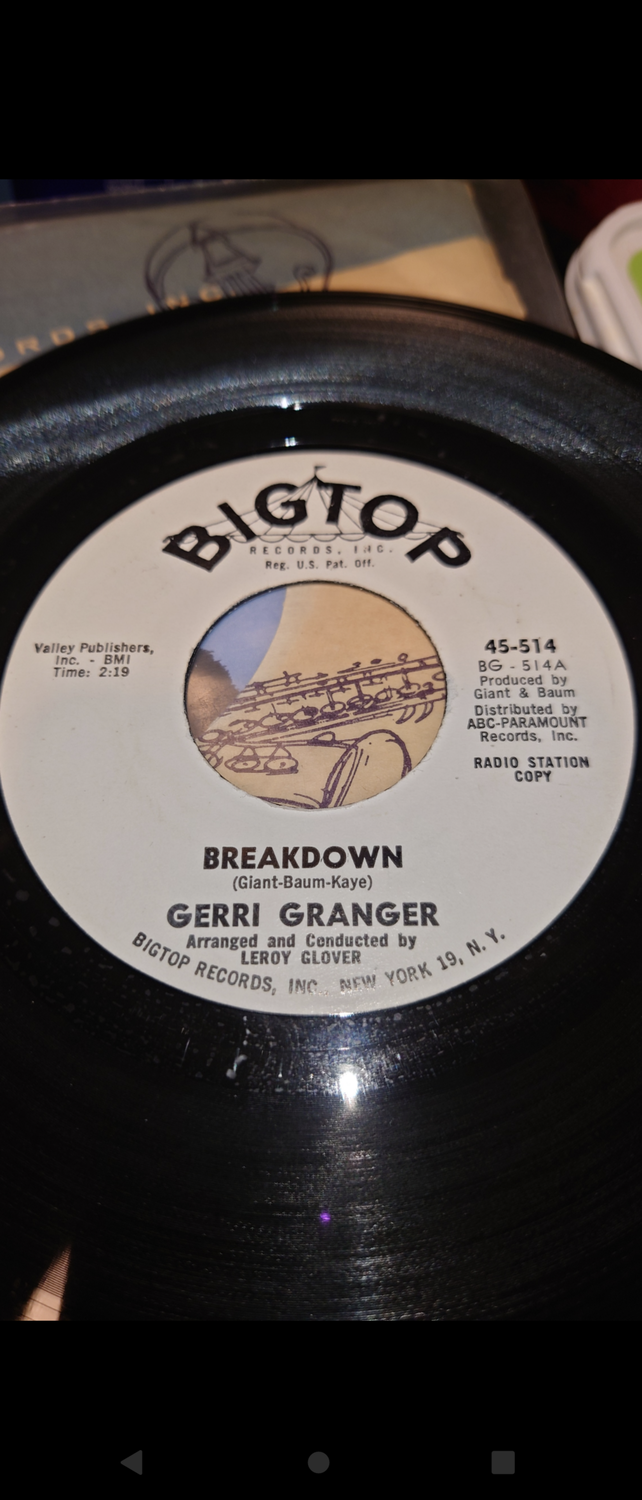 ORDS, INC
BIGTOP
RECORDS, INC.
Reg. U.S. Pat. Off.
Valley Publishers,
Inc. - BMI
Time: 2:19
45-514
BG - 514A
Produced by
Giant & Baum
Distributed by
ABC-PARAMOUNT
Records, Inc.
RADIO STATION
COPY
BREAKDOWN
(Giant-Baum-Kaye)
GERRI GRANGER
Arranged and Conducted by
LEROY GLOVER
BIGTOP RECORDS, INC., NEW YORK 19, N. Y.